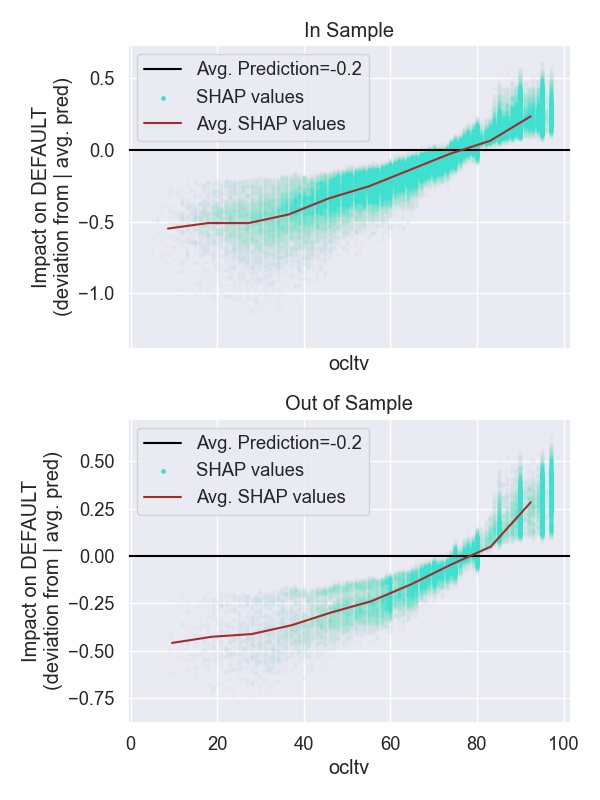 In Sample
Avg. Prediction=-0.2
SHAP values
Avg. SHAP values
Impact on DEFAULT
(deviation from | avg. pred)
0.5
0.0
−0.5
−1.0
ocltv
Out of Sample
Avg. Prediction=-0.2
SHAP values
Avg. SHAP values
Impact on DEFAULT
(deviation from | avg. pred)
0.50
0.25
0.00
−0.25
−0.50
−0.75
0 20 40 60 80 100
ocltv